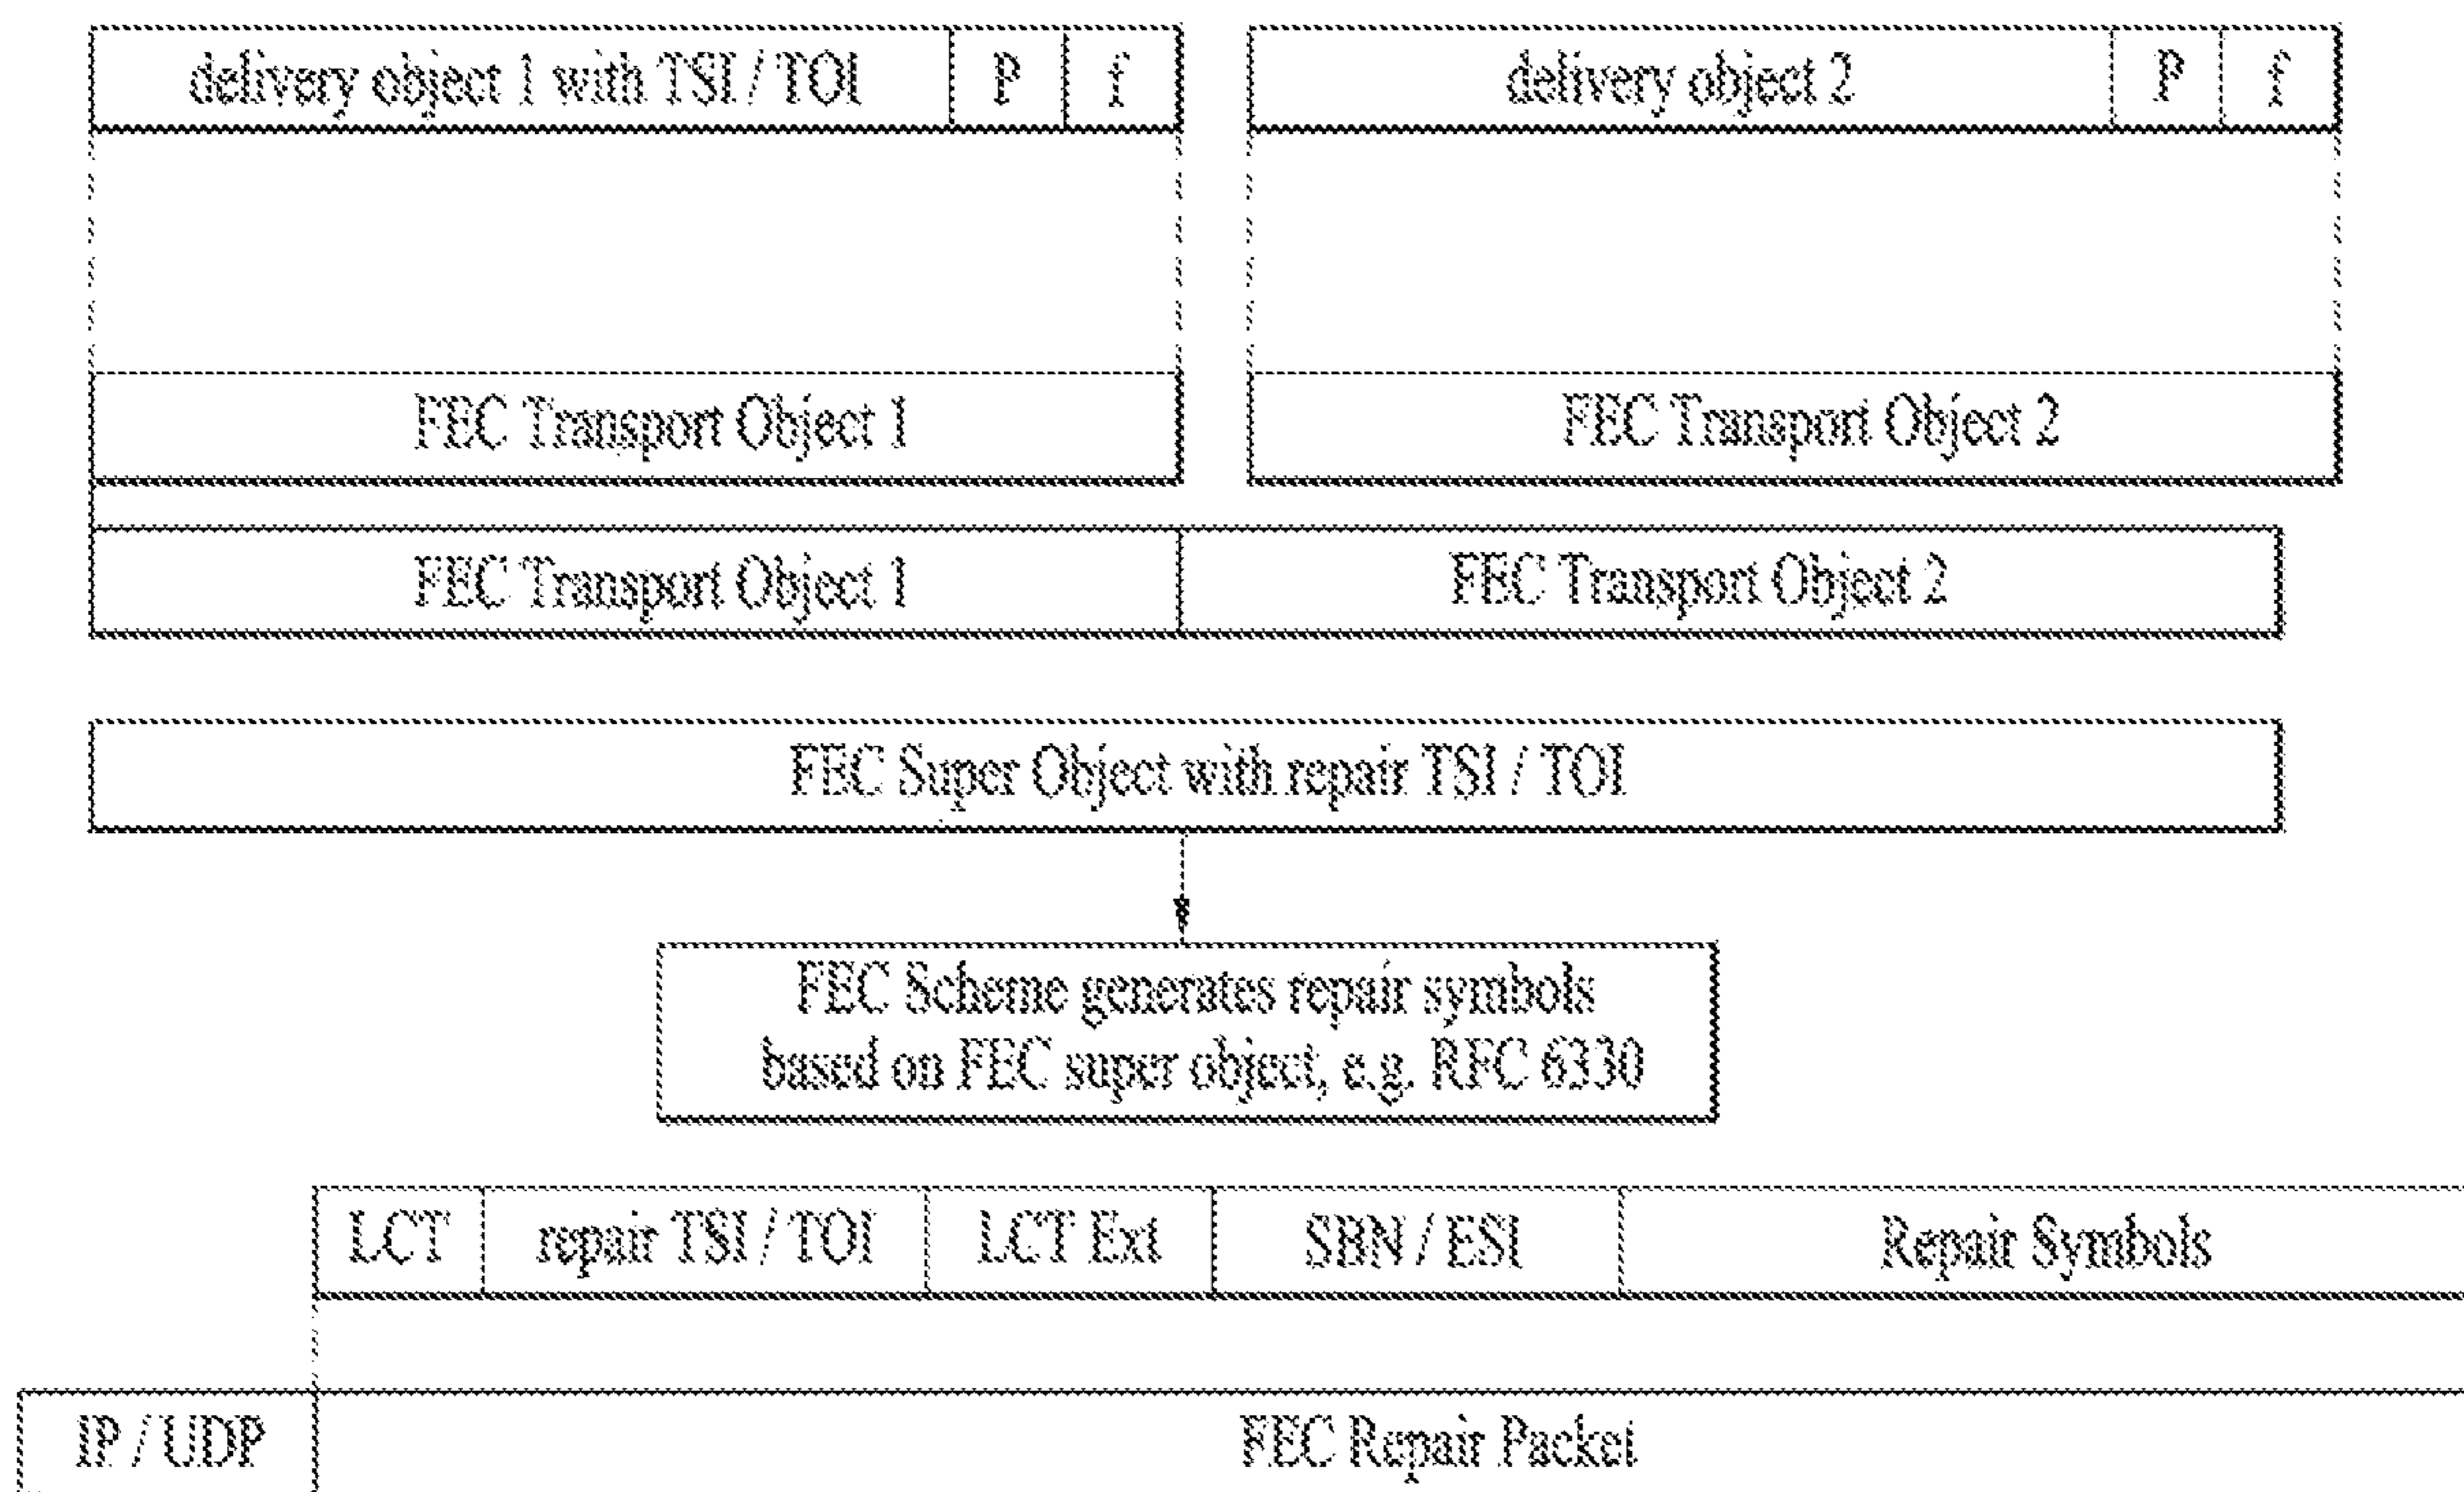 delivery object 1 with TSI / TOI P f delivery object 2 P f
FEC Transport Object 1 FEC Transport Object 2
FEC Transport Object 1 FEC Transport Object 2
FEC Super Object with repair TSI / TOI
FEC Scheme generates repair symbols
based on FEC super object, e.g. RFC 6330
LCT repair TSI / TOI LCT Ext SBN / ESI Repair Symbols
IP / UDP FEC Repair Packet